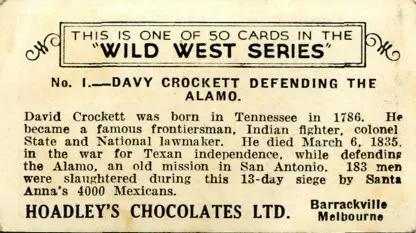 THIS IS ONE OF 50 CARDS IN THE
"WILD WEST SERIES"
No. 1.—DAVY CROCKETT DEFENDING THE
ALAMO.
David Crockett was born in Tennessee in 1786. He
became a famous frontiersman, Indian fighter, colonel
State and National lawmaker. He died March 6, 1835,
in the war for Texan independence, while defending
the Alamo, an old mission in San Antonio. 183 men
were slaughtered during this 13-day siege by Santa
Anna's 4000 Mexicans.
HOADLEY'S CHOCOLATES LTD. Barrackville
Melbourne